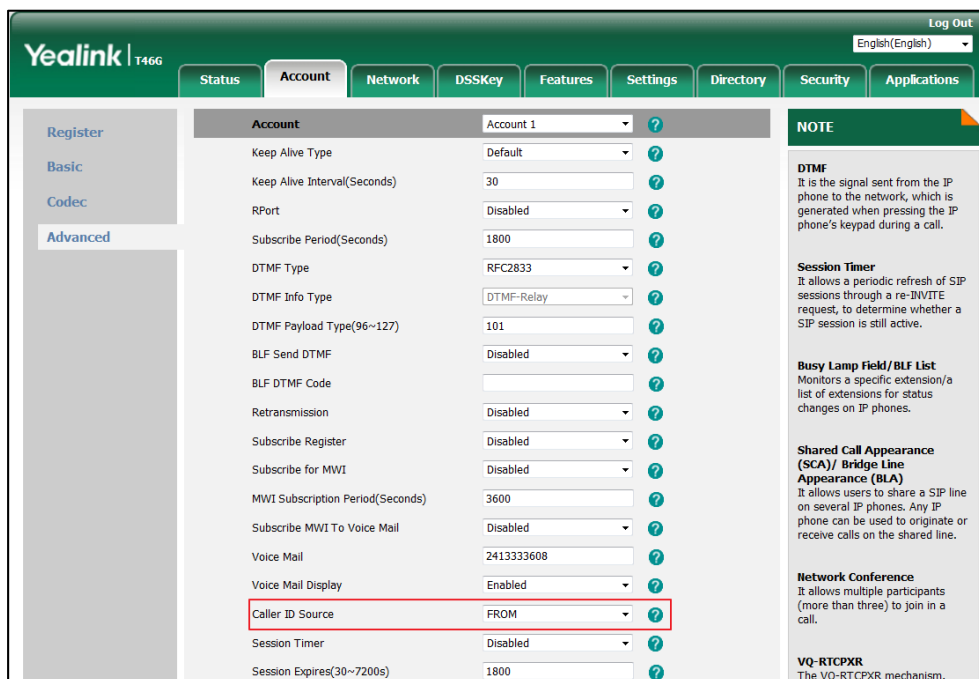 Log Out
English(English)
Yealink | T46G
Status Account Network DSSKey Features Settings Directory Security Applications
Register
Basic
Codec
Advanced
Account Account 1 ?
Keep Alive Type Default ?
Keep Alive Interval(Seconds) 30 ?
RPort Disabled ?
Subscribe Period(Seconds) 1800 ?
DTMF Type RFC2833 ?
DTMF Info Type DTMF-Relay ?
DTMF Payload Type(96~127) 101 ?
BLF Send DTMF Disabled ?
BLF DTMF Code ?
Retransmission Disabled ?
Subscribe Register Disabled ?
Subscribe for MWI Disabled ?
MWI Subscription Period(Seconds) 3600 ?
Subscribe MWI To Voice Mail Disabled ?
Voice Mail 2413333608 ?
Voice Mail Display Enabled ?
Caller ID Source FROM ?
Session Timer Disabled ?
Session Expires(30~7200s) 1800 ?
NOTE
DTMF
It is the signal sent from the IP
phone to the network, which is
generated when pressing the IP
phone's keypad during a call.
Session Timer
It allows a periodic refresh of SIP
sessions through a re-INVITE
request, to determine whether a
SIP session is still active.
Busy Lamp Field/BLF List
Monitors a specific extension/a
list of extensions for status
changes on IP phones.
Shared Call Appearance
(SCA)/ Bridge Line
Appearance (BLA)
It allows users to share a SIP line
on several IP phones. Any IP
phone can be used to originate or
receive calls on the shared line.
Network Conference
It allows multiple participants
(more than three) to join in a
call.
VQ-RTCPXR
The VQ-RTCPXR mechanism,